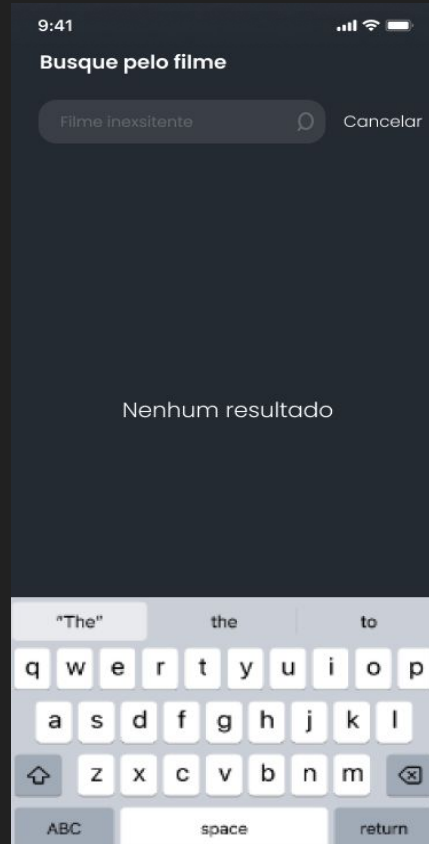 9:41
Busque pelo filme
Filme inexsitente
Cancelar
Nenhum resultado
"The" the to
q w e r t y u i o p
a s d f g h j k l
z x c v b n m
ABC space return